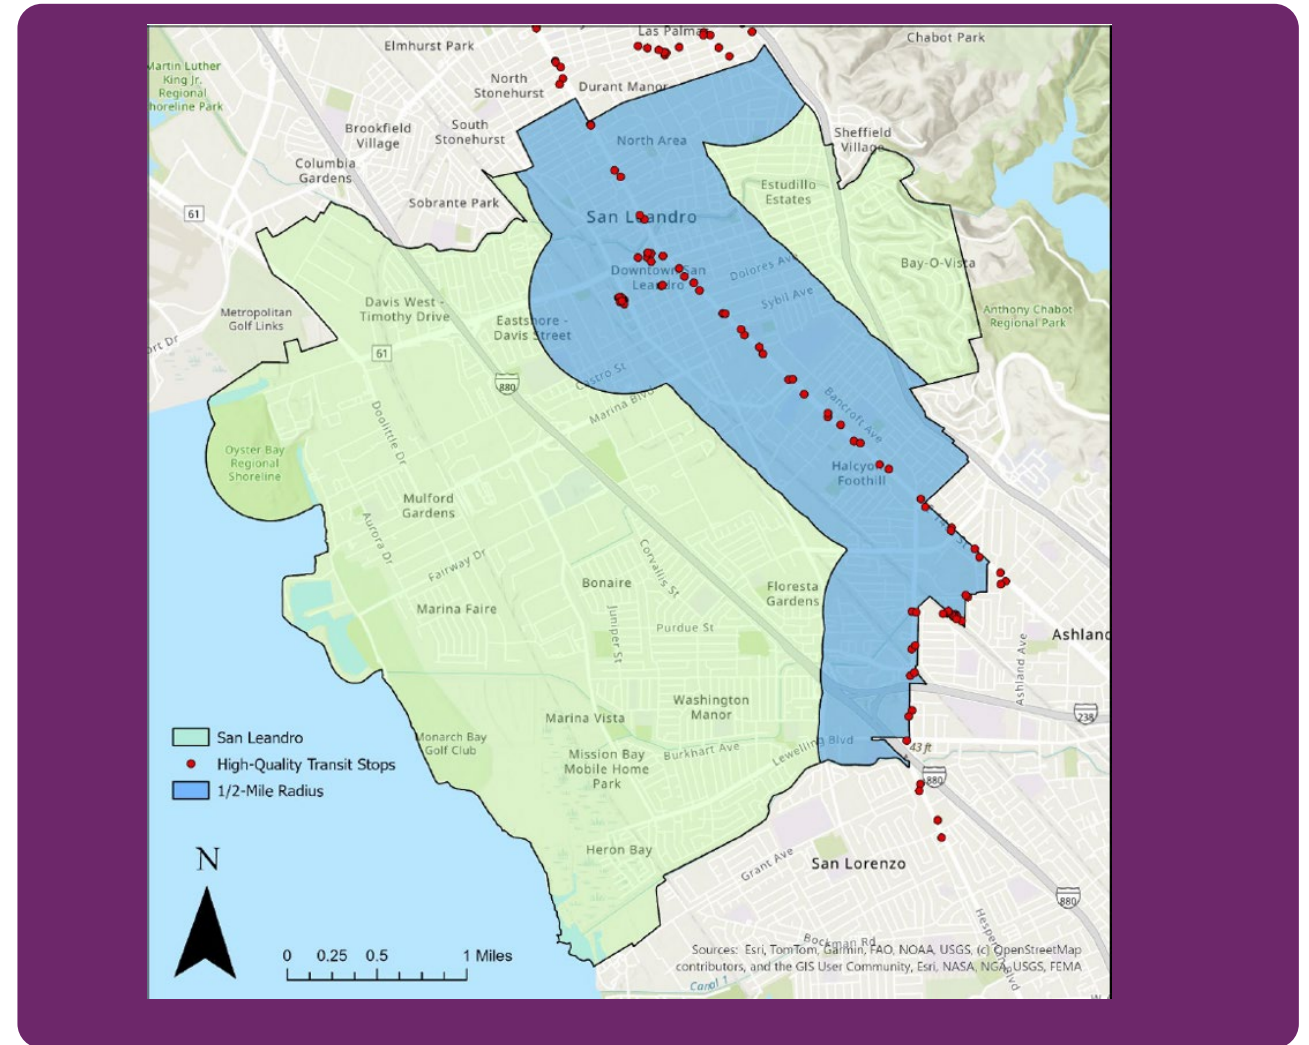 Las Palmas
Chabot Park
Elmhurst Park
Martin Luther
King Jr.
Regional
Shoreline Park
North
Stonehurst
Durant Manor
Brookfield
Village
South
Stonehurst
North Area
Sheffield
Village
Columbia
Gardens
Estudillo
Estates
Sobrante Park
61
San Leandro
Bay-O-Vista
Downtown San
Leandro
Dolores Ave
Sybil Ave
Davis West -
Timothy Drive
Metropolitan
Golf Links
Eastshore -
Davis Street
Anthony Chabot
Regional Park
ort Dr
61
880
Castro St
Marina Blvd
Bancroft Ave
Doolittle Dr
Oyster Bay
Regional
Shoreline
Halcyon
Foothill
Mulford
Gardens
Aurora Dr
Fairway Dr
Corvallis St
Bonaire
Floresta
Gardens
Marina Faire
Juniper St
Purdue St
Ashland
Ashland Ave
Washington
Manor
Marina Vista
238
Monarch Bay
Golf Club
Mission Bay
Mobile Home
Park
Burkhart Ave
Lewelling Blvd
43 ft
880
San Leandro
High-Quality Transit Stops
1/2-Mile Radius
N
Heron Bay
Grant Ave
San Lorenzo
880
Bockman Rd
0 0.25 0.5 1 Miles
Canal 1
Sources: Esri, TomTom, Garmin, FAO, NOAA, USGS, (c) OpenStreetMap
contributors, and the GIS User Community, Esri, NASA, NGA, USGS, FEMA